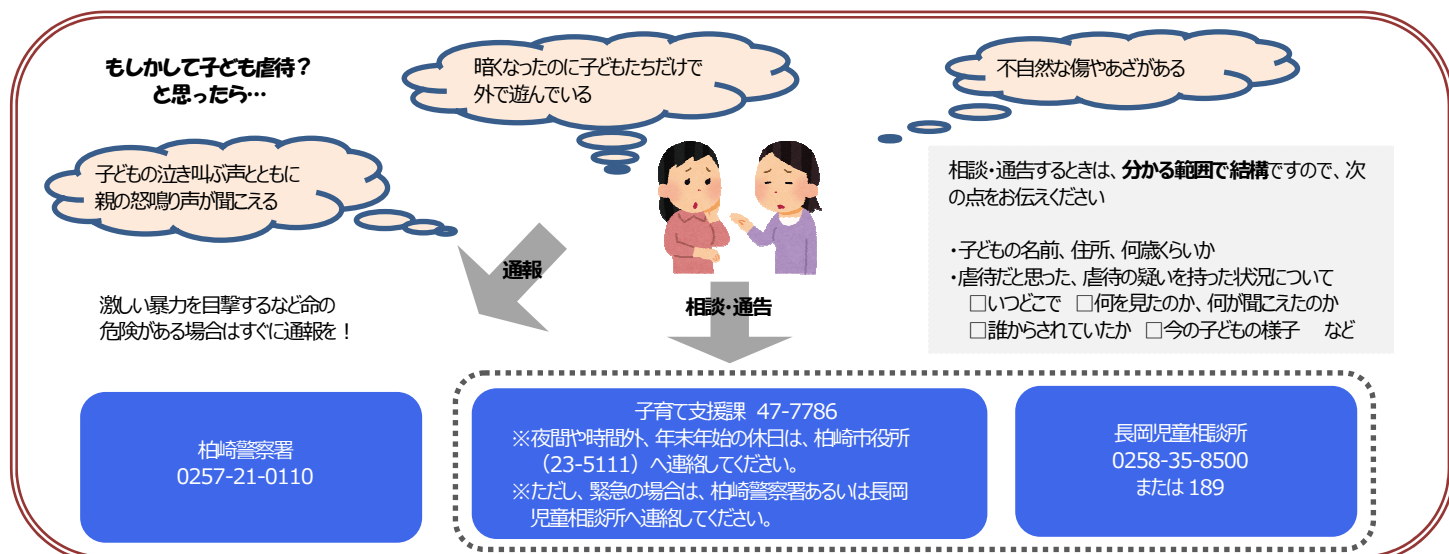 もしかして子ども虐待?
と思ったら…
暗くなったのに子どもたちだけで
外で遊んでいる
不自然な傷やあざがある
子どもの泣き叫ぶ声とともに
親の怒鳴り声が聞こえる
相談・通告するときは、分かる範囲で結構ですので、次
の点をお伝えください
・子どもの名前、住所、何歳くらいか
・虐待だと思った、虐待の疑いを持った状況について
□いつどこで □何を見たのか、何が聞こえたのか
□誰からされていたか □今の子どもの様子 など
通報
相談・通告
激しい暴力を目撃するなど命の
危険がある場合はすぐに通報を!
柏崎警察署
0257-21-0110
子育て支援課 47-7786
※夜間や時間外、年末年始の休日は、柏崎市役所
(23-5111)へ連絡してください。
※ただし、緊急の場合は、柏崎警察署あるいは長岡
児童相談所へ連絡してください。
長岡児童相談所
0258-35-8500
または 189